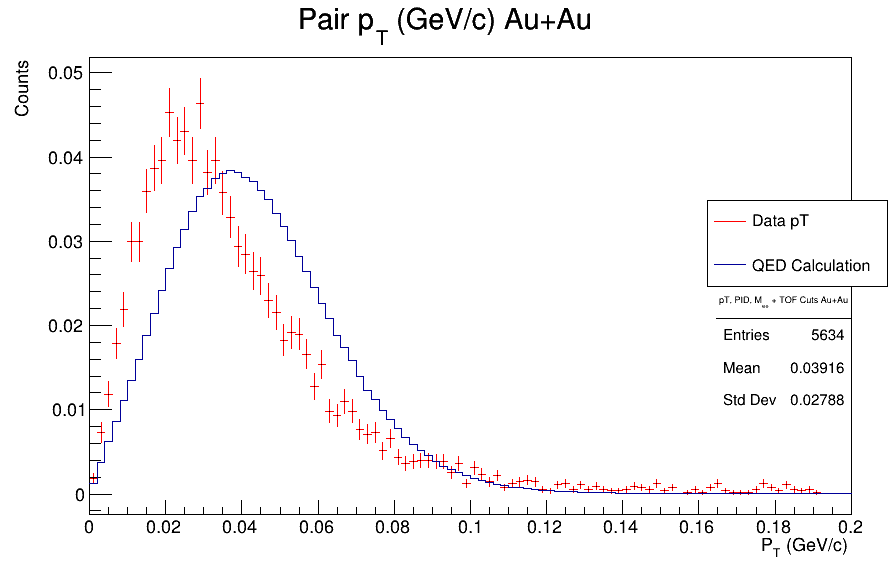 Pair pT (GeV/c) Au+Au
Counts
0.05
0.04
0.03
0.02
0.01
0
Data pT
QED Calculation
pT, PID, Mee + TOF Cuts Au+Au
Entries 5634
Mean 0.03916
Std Dev 0.02788
0 0.02 0.04 0.06 0.08 0.1 0.12 0.14 0.16 0.18 0.2
PT (GeV/c)